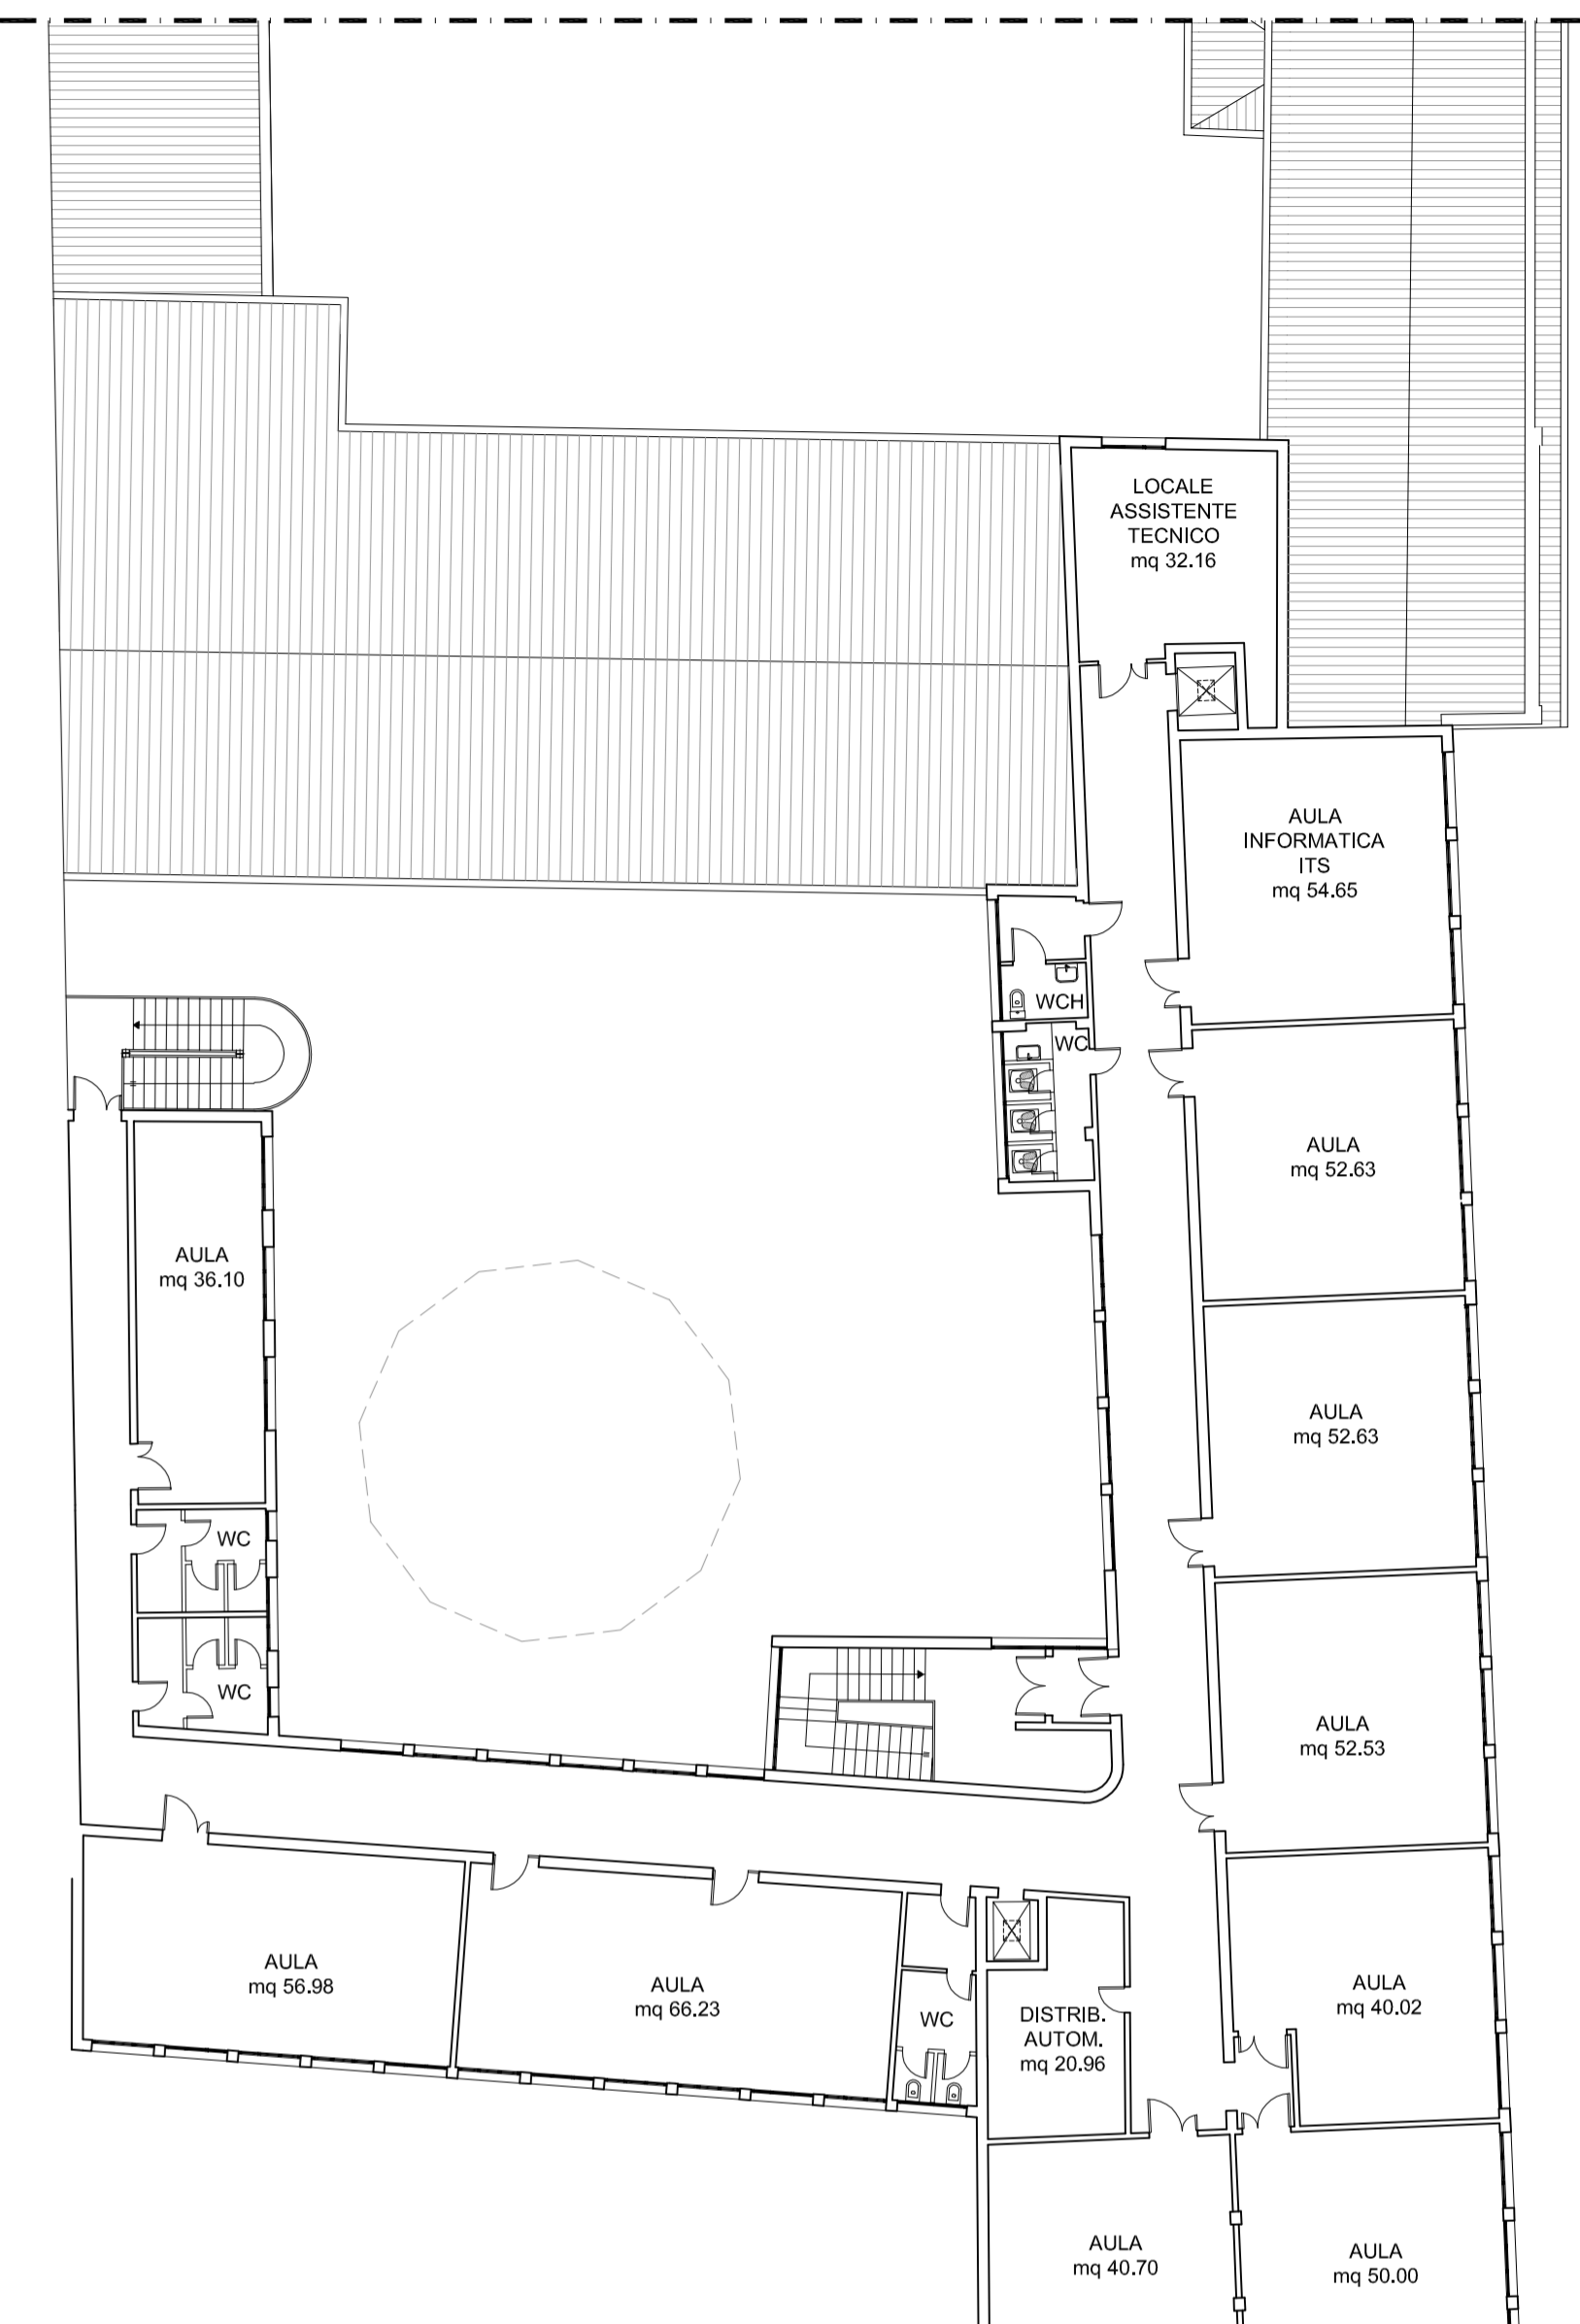 LOCALE
ASSISTENTE
TECNICO
mq 32.16
AULA
INFORMATICA
ITS
mq 54.65
WCH
WC
AULA
mq 52.63
AULA
mq 36.10
AULA
mq 52.63
WC
WC
AULA
mq 52.53
AULA
mq 56.98
AULA
mq 66.23
WC
DISTRIB.
AUTOM.
mq 20.96
AULA
mq 40.02
AULA
mq 40.70
AULA
mq 50.00